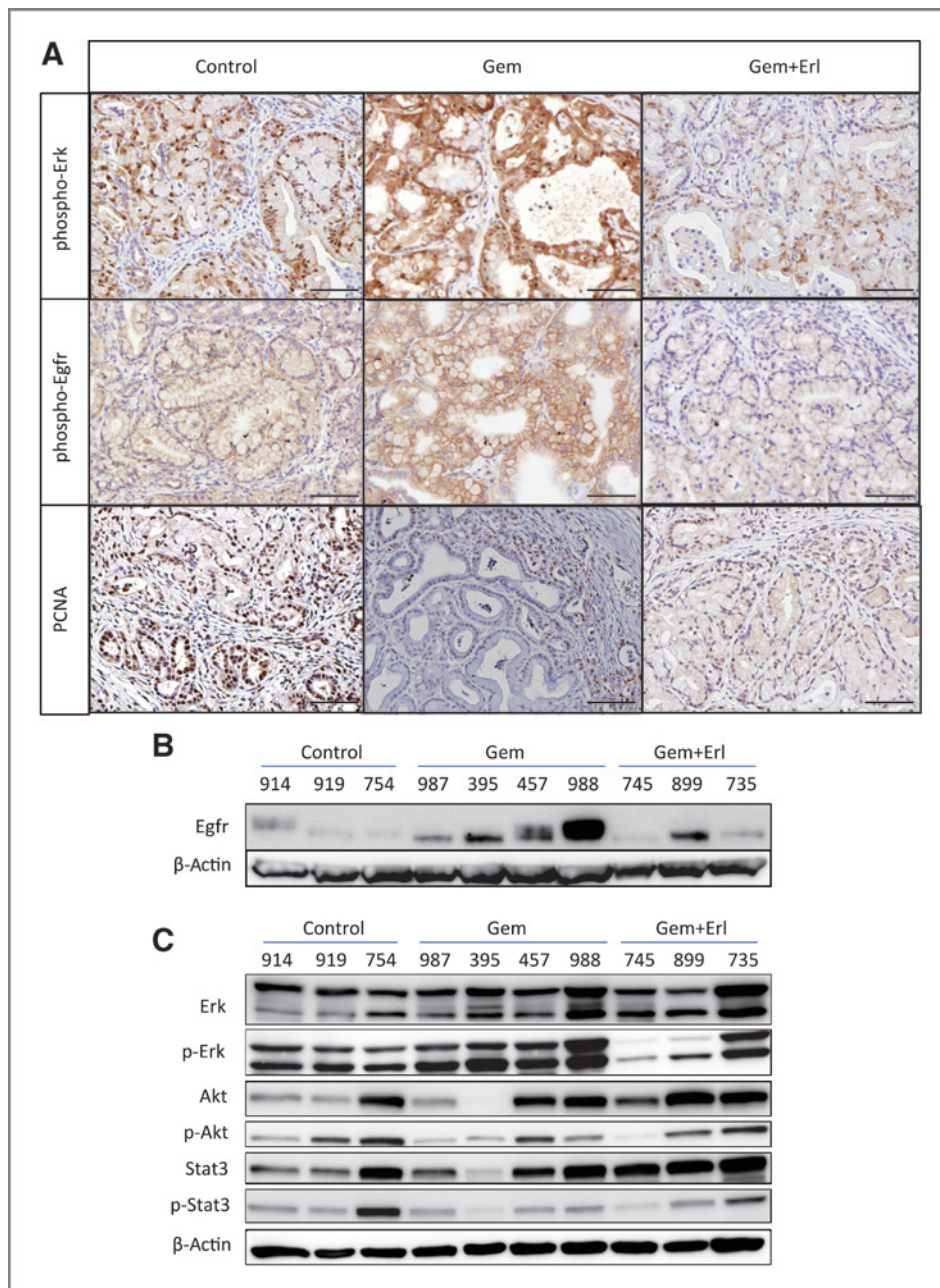 A
Control Gem Gem+Erl
phospho-Erk
phospho-Egfr
PCNA
B
Control Gem Gem+Erl
914 919 754 987 395 457 988 745 899 735
Egfr
β-Actin
C
Control Gem Gem+Erl
914 919 754 987 395 457 988 745 899 735
Erk
p-Erk
Akt
p-Akt
Stat3
p-Stat3
β-Actin